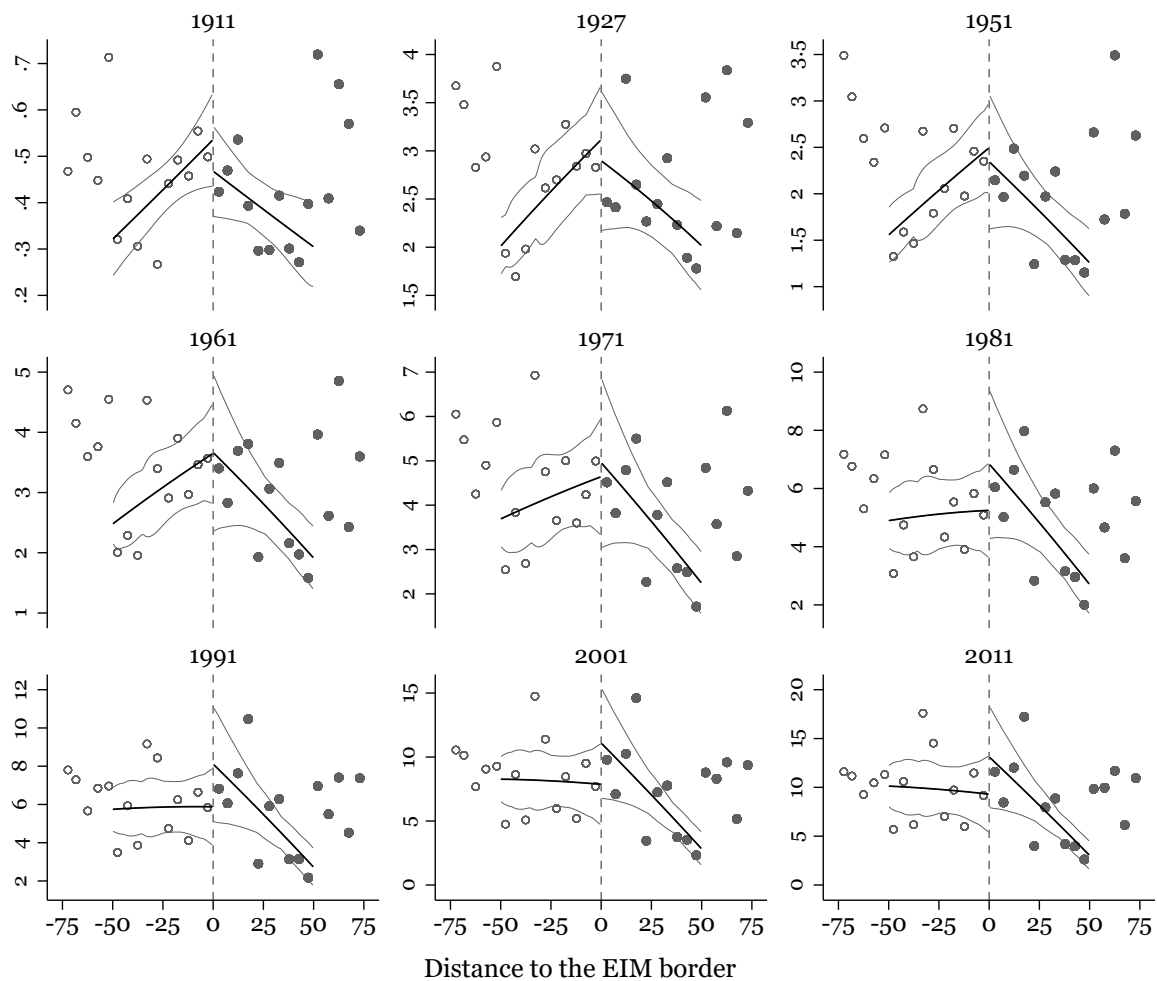 1911 1927 1951
.7 .6 .5 .4 .3 .2
4 3.5 3 2.5 2 1.5
3.5 3 2.5 2 1.5 1
1961 1971 1981
5 4 3 2 1
7 6 5 4 3 2
10 8 6 4 2
1991 2001 2011
12 10 8 6 4 2
15 10 5 0
20 15 10 5 0
-75 -50 -25 0 25 50 75 -75 -50 -25 0 25 50 75 -75 -50 -25 0 25 50 75
Distance to the EIM border